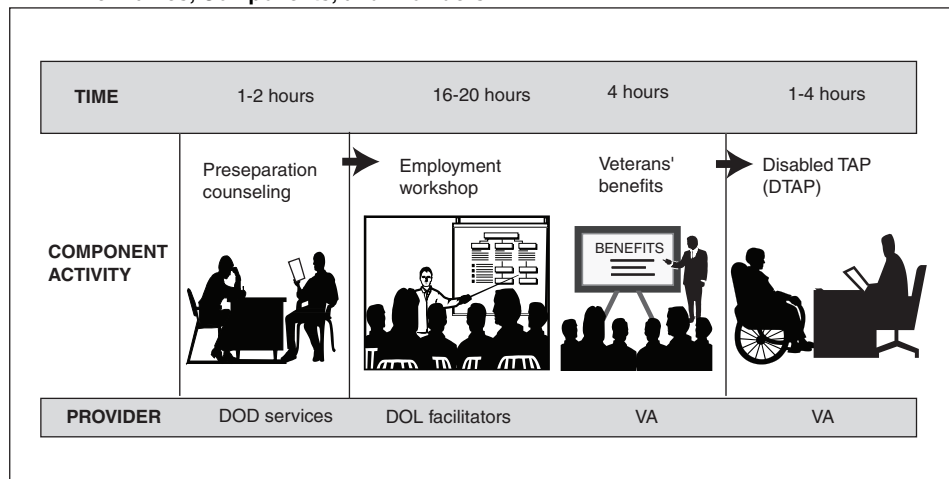 TIME 1-2 hours 16-20 hours 4 hours 1-4 hours
Preseparation
counseling
Employment
workshop
Veterans'
benefits
Disabled TAP
(DTAP)
COMPONENT
ACTIVITY
BENEFITS
PROVIDER DOD services DOL facilitators VA VA